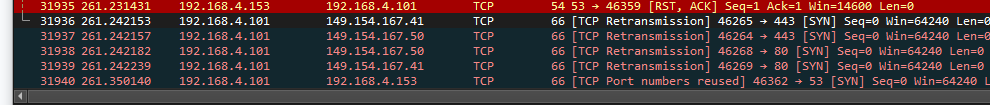 31935 261.231431 192.168.4.153 192.168.4.101 TCP 54 53 → 46359 [RST, ACK] Seq=1 Ack=1 Win=14600 Len=0
31936 261.242153 192.168.4.101 149.154.167.41 TCP 66 [TCP Retransmission] 46265 → 443 [SYN] Seq=0 Win=64240 Len=0
31937 261.242157 192.168.4.101 149.154.167.50 TCP 66 [TCP Retransmission] 46264 → 443 [SYN] Seq=0 Win=64240 Len=0
31938 261.242182 192.168.4.101 149.154.167.50 TCP 66 [TCP Retransmission] 46268 → 80 [SYN] Seq=0 Win=64240 Len=0
31939 261.242239 192.168.4.101 149.154.167.50 TCP 66 [TCP Retransmission] 46269 → 80 [SYN] Seq=0 Win=64240 Len=0
31940 261.350140 192.168.4.101 192.168.4.153 TCP 66 [TCP Port numbers reused] 46362 → 53 [SYN] Seq=0 Win=64240